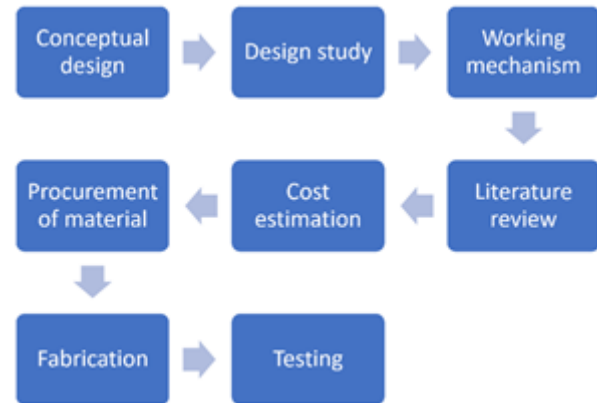 Conceptual
design
Design study
Working
mechanism
Literature
review
Cost
estimation
Procurement
of material
Fabrication
Testing